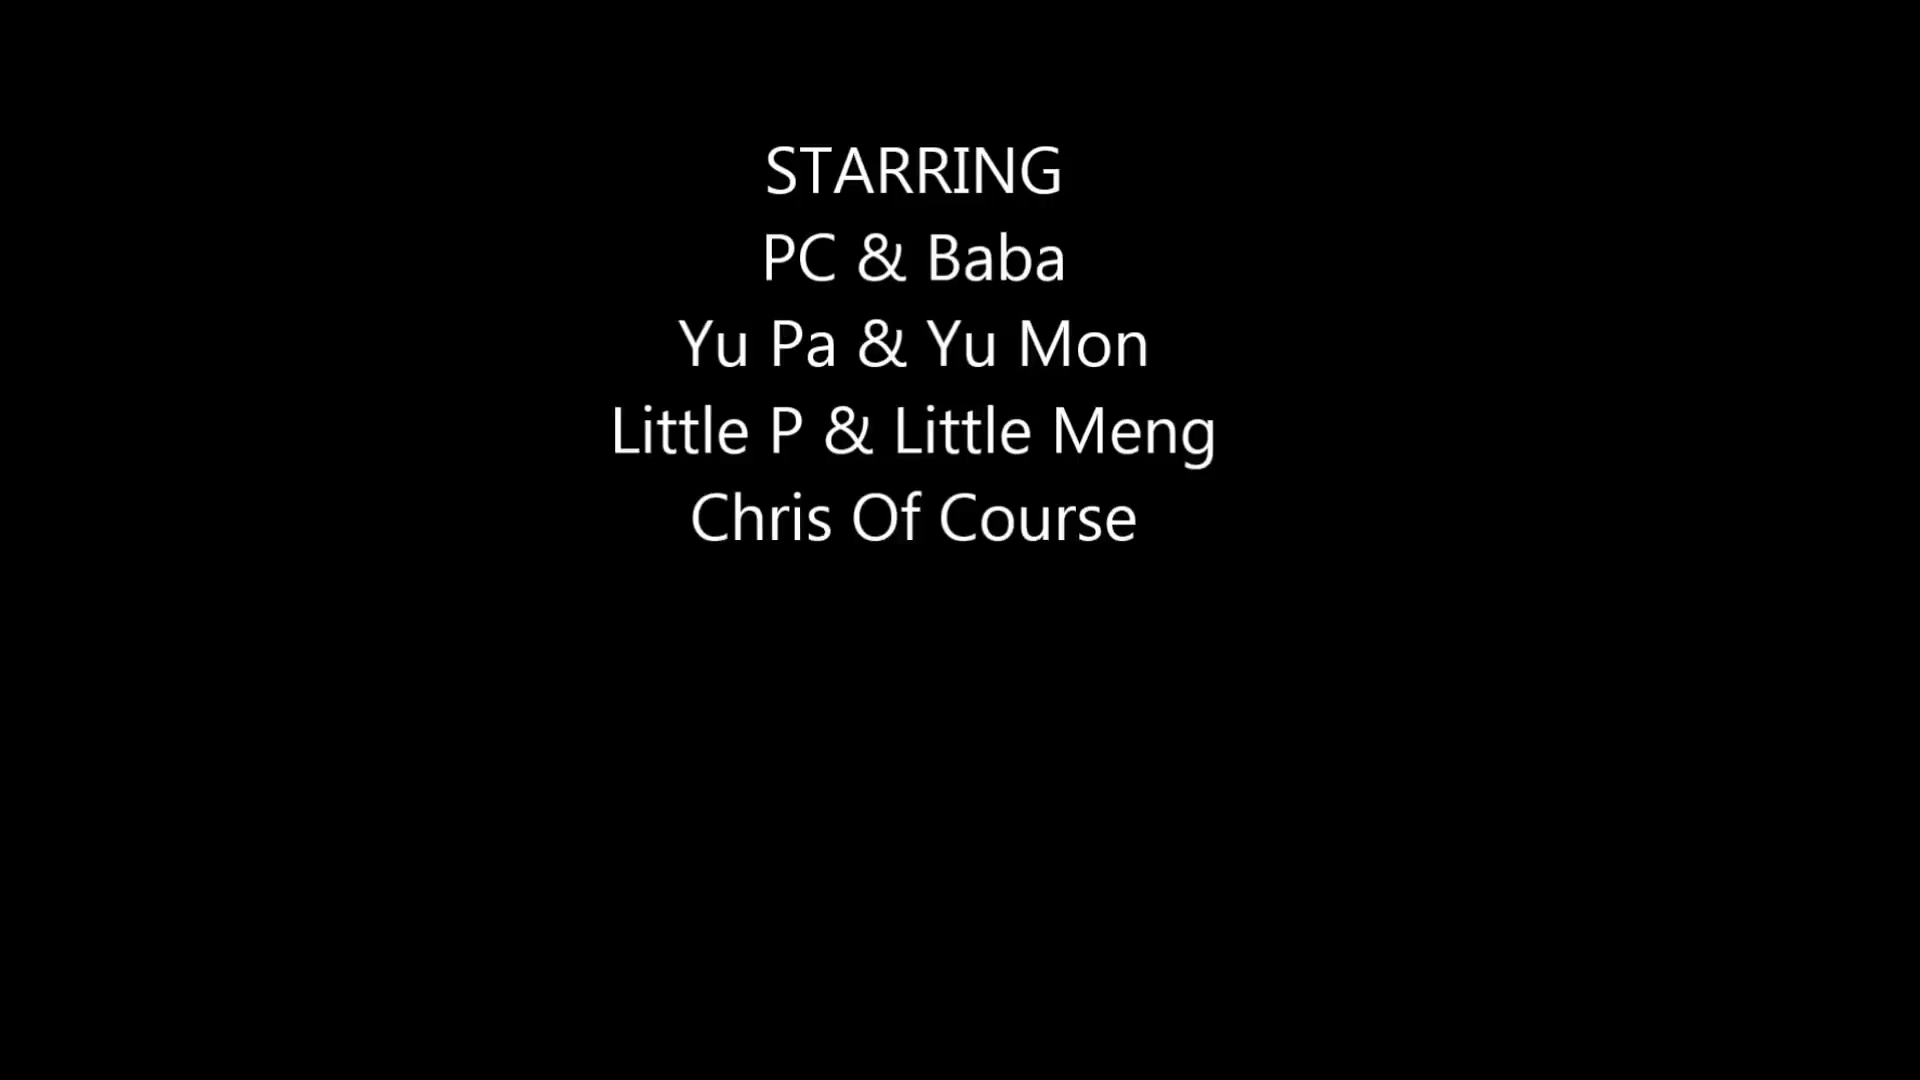 STARRING
PC & Baba
Yu Pa & Yu Mon
Little P & Little Meng
Chris Of Course